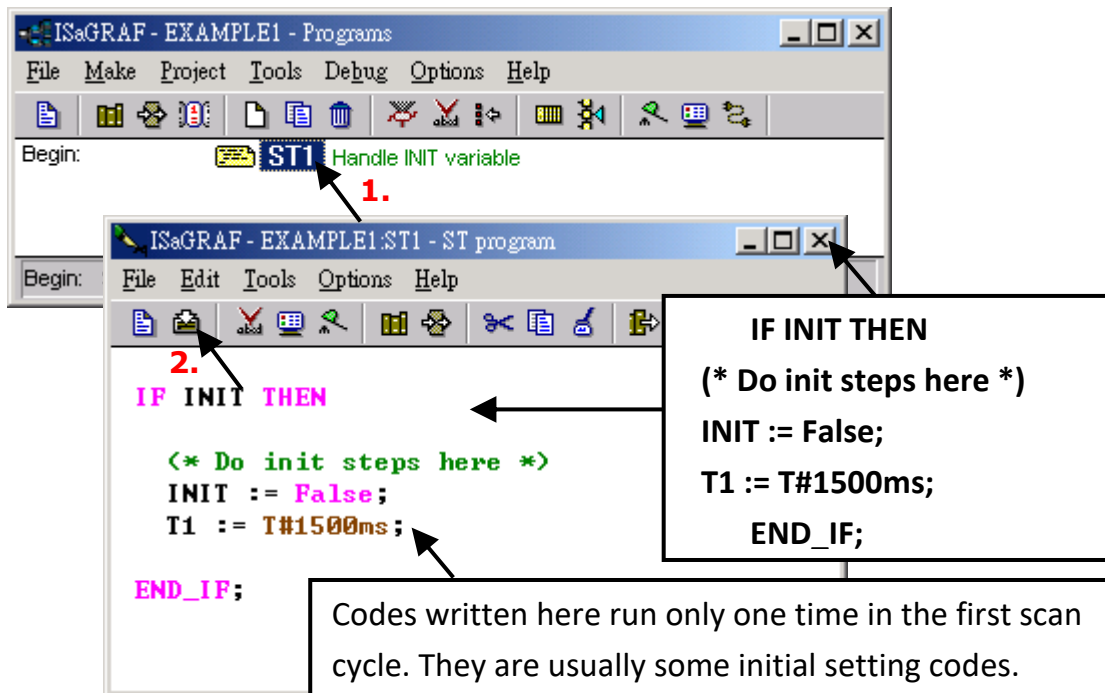 ISaGRAF - EXAMPLE1 - Programs
File Make Project Tools Debug Options Help
Begin: ST1 Handle INIT variable
1.
ISaGRAF - EXAMPLE1:ST1 - ST program
Begin:
File Edit Tools Options Help
2.
IF INIT THEN
(* Do init steps here *)
INIT := False;
T1 := T#1500ms;
END_IF;
IF INIT THEN
(* Do init steps here *)
INIT := False;
T1 := T#1500ms;
END_IF;
Codes written here run only one time in the first scan
cycle. They are usually some initial setting codes.